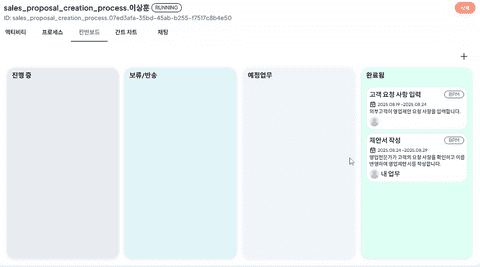 sales_proposal_creation_process.이상훈 RUNNING 삭제
ID: sales_proposal_creation_process.07ed3afa-35bd-45ab-b255-f7517c8b4e50
액티비티 프로세스 칸반보드 간트 차트 채팅
진행 중 보류/반송 예정업무 완료됨
고객 요청 사항 입력 BPM
2025.08.19 ~2025.08.24
외부고객이 영업제안 요청 사항을 입력합니다.
제안서 작성 BPM
2025.08.24 ~2025.08.29
영업전문가가 고객의 요청 사항을 확인하고 이를
반영하여 영업제안서를 작성합니다.
내 업무